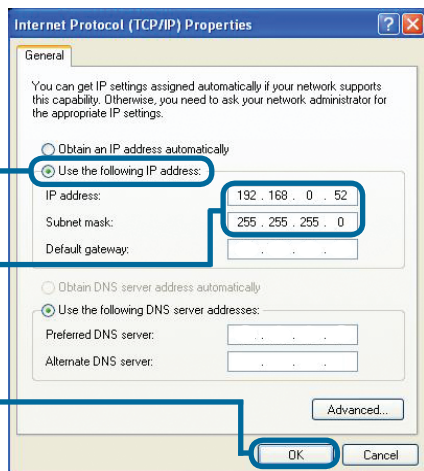 Internet Protocol (TCP/IP) Properties
General
You can get IP settings assigned automatically if your network supports
this capability. Otherwise, you need to ask your network administrator for
the appropriate IP settings.
Obtain an IP address automatically
Use the following IP address:
IP address: 192 . 168 . 0 . 52
Subnet mask: 255 . 255 . 255 . 0
Default gateway: . . .
Obtain DNS server address automatically
Use the following DNS server addresses:
Preferred DNS server: . . .
Alternate DNS server: . . .
Advanced...
OK Cancel